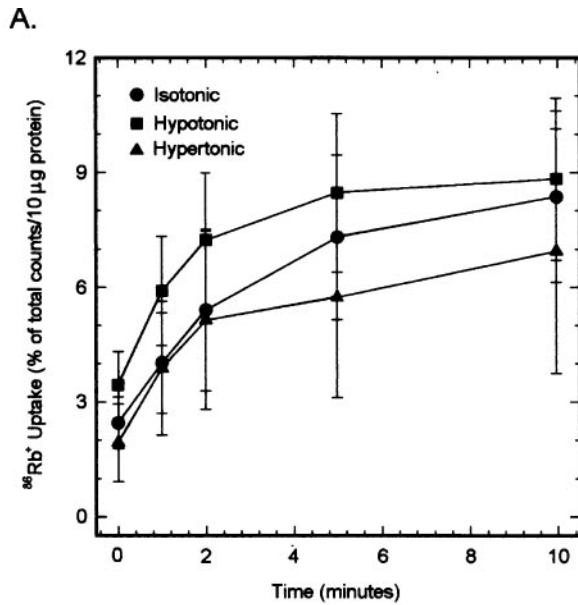 A.
12
Isotonic
Hypotonic
Hypertonic
9
6
3
0
⁸⁶Rb⁺ Uptake (% of total counts/10 µg protein)
0 2 4 6 8 10
Time (minutes)